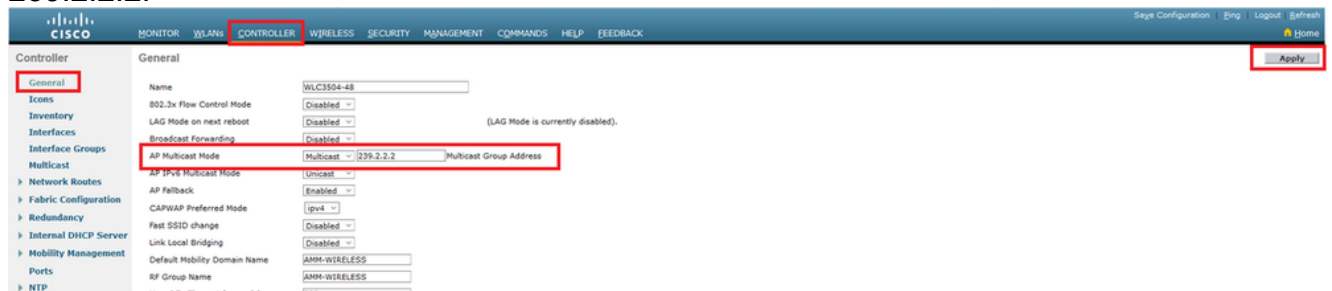 Save Configuration | Ping | Logout | Refresh
CISCO
MONITOR WLANs CONTROLLER WIRELESS SECURITY MANAGEMENT COMMANDS HELP FEEDBACK
Home
Controller
General
Apply
General
Icons
Inventory
Interfaces
Interface Groups
Multicast
Network Routes
Fabric Configuration
Redundancy
Internal DHCP Server
Mobility Management
Ports
NTP
Name WLC3504-48
802.3x Flow Control Mode Disabled
LAG Mode on next reboot Disabled (LAG Mode is currently disabled).
Broadcast Forwarding Disabled
AP Multicast Mode Multicast 239.2.2.2 Multicast Group Address
AP IPv6 Multicast Mode Unicast
AP Fallback Enabled
CAPWAP Preferred Mode ipv4
Fast SSID change Disabled
Link Local Bridging Disabled
Default Mobility Domain Name AMM-WIRELESS
RF Group Name AMM-WIRELESS